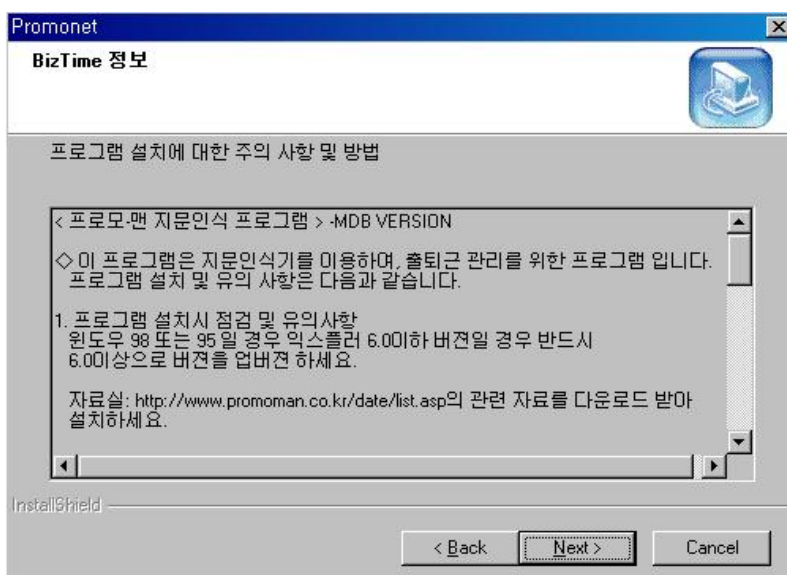 Promonet
BizTime 정보
프로그램 설치에 대한 주의 사항 및 방법
< 프로모-맨 지문인식 프로그램 > -MDB VERSION
◇ 이 프로그램은 지문인식기를 이용하며, 출퇴근 관리를 위한 프로그램 입니다.
프로그램 설치 및 유의 사항은 다음과 같습니다.
1. 프로그램 설치시 점검 및 유의사항
윈도우 98 또는 95 일 경우 익스플러 6.0이하 버젼일 경우 반드시
6.0이상으로 버젼을 업버젼 하세요.
자료실: http://www.promoman.co.kr/date/list.asp의 관련 자료를 다운로드 받아
설치하세요.
InstallShield
< Back
Next >
Cancel